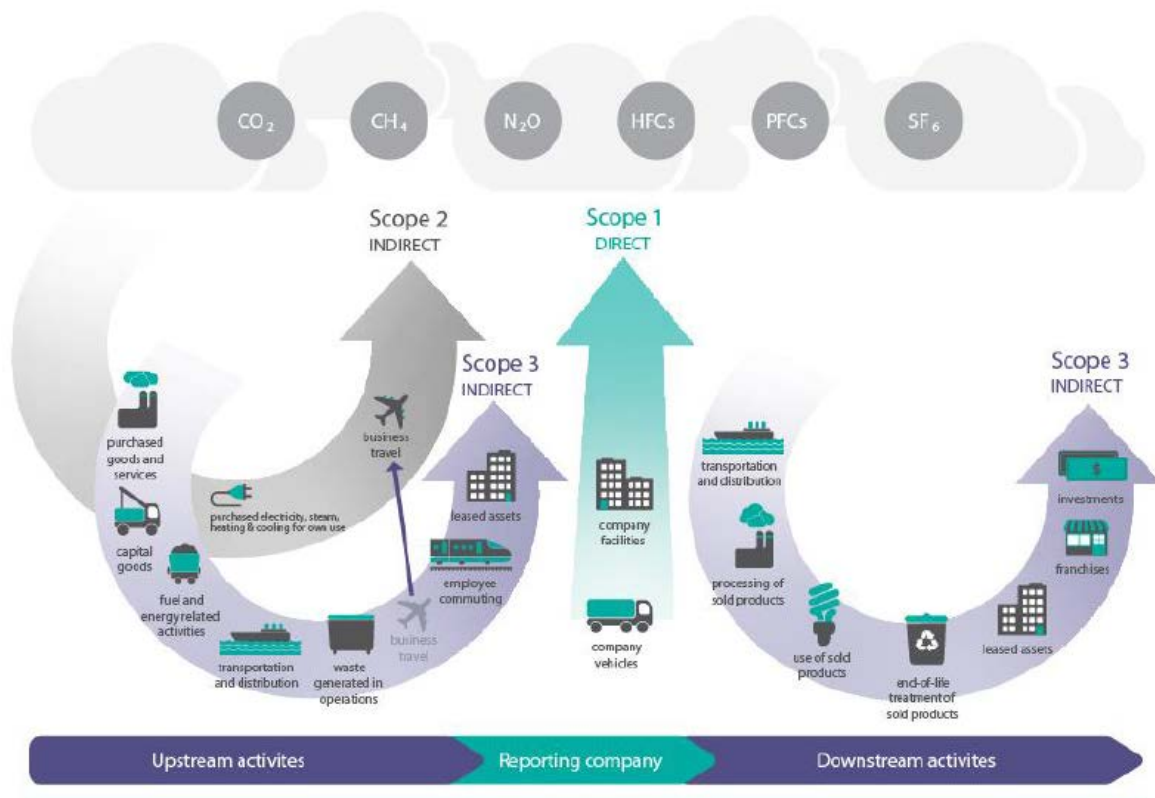 CO2
CH4
N2O
HFCs
PFCs
SF6
Scope 2
INDIRECT
Scope 1
DIRECT
Scope 3
INDIRECT
Scope 3
INDIRECT
purchased
goods and
services
capital
goods
fuel and
energy related
activities
transportation
and distribution
waste
generated in
operations
business
travel
employee
commuting
leased assets
purchased electricity, steam,
heating & cooling for own use
business
travel
company
facilities
company
vehicles
transportation
and distribution
processing of
sold products
use of sold
products
end-of-life
treatment of
sold products
leased assets
franchises
$
investments
Upstream activites
Reporting company
Downstream activites